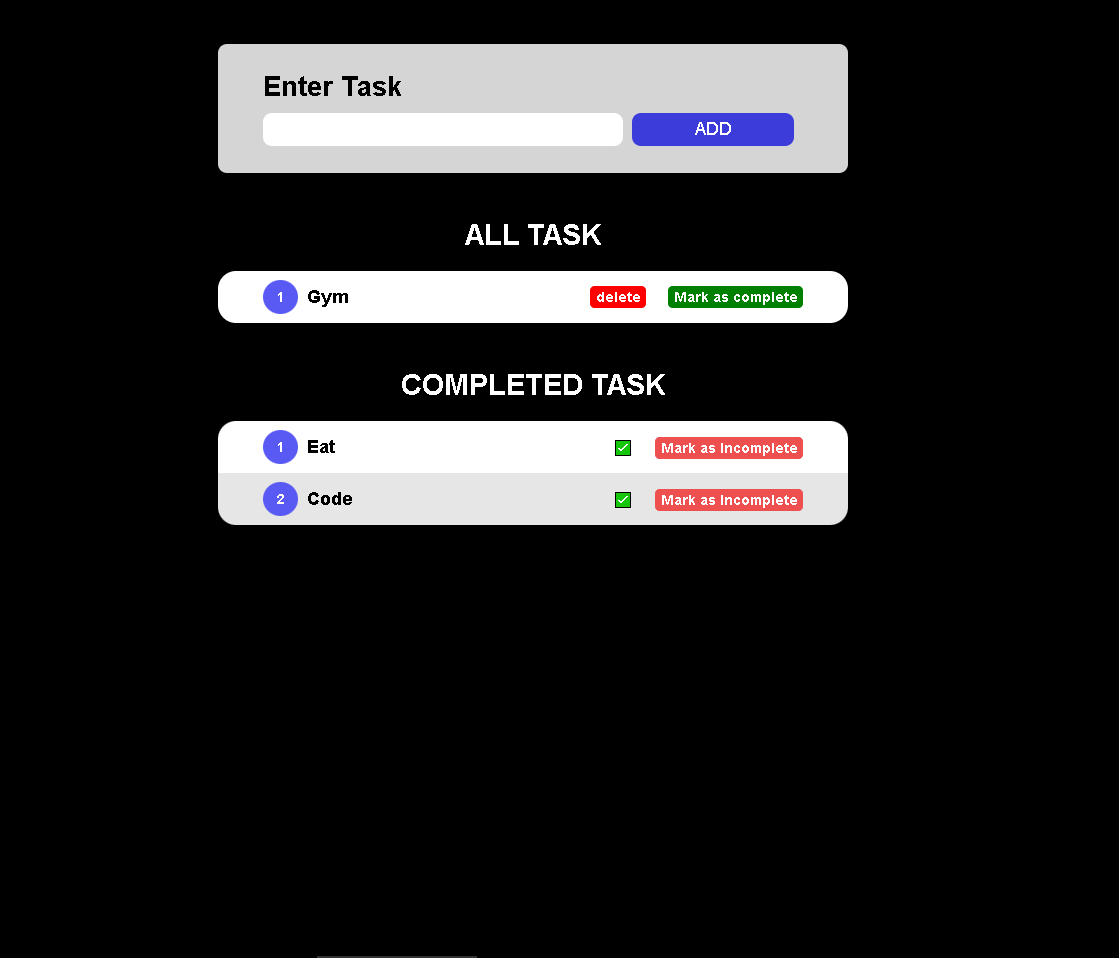 Enter Task
ADD
ALL TASK
1 Gym delete Mark as complete
COMPLETED TASK
1 Eat Mark as incomplete
2 Code Mark as incomplete